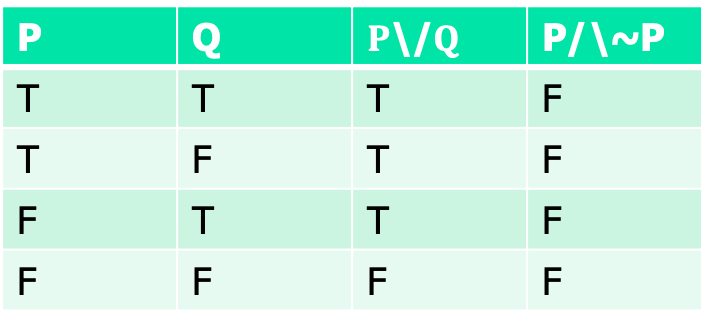 P Q P\/Q P/\~P
T T T F
T F T F
F T T F
F F F F